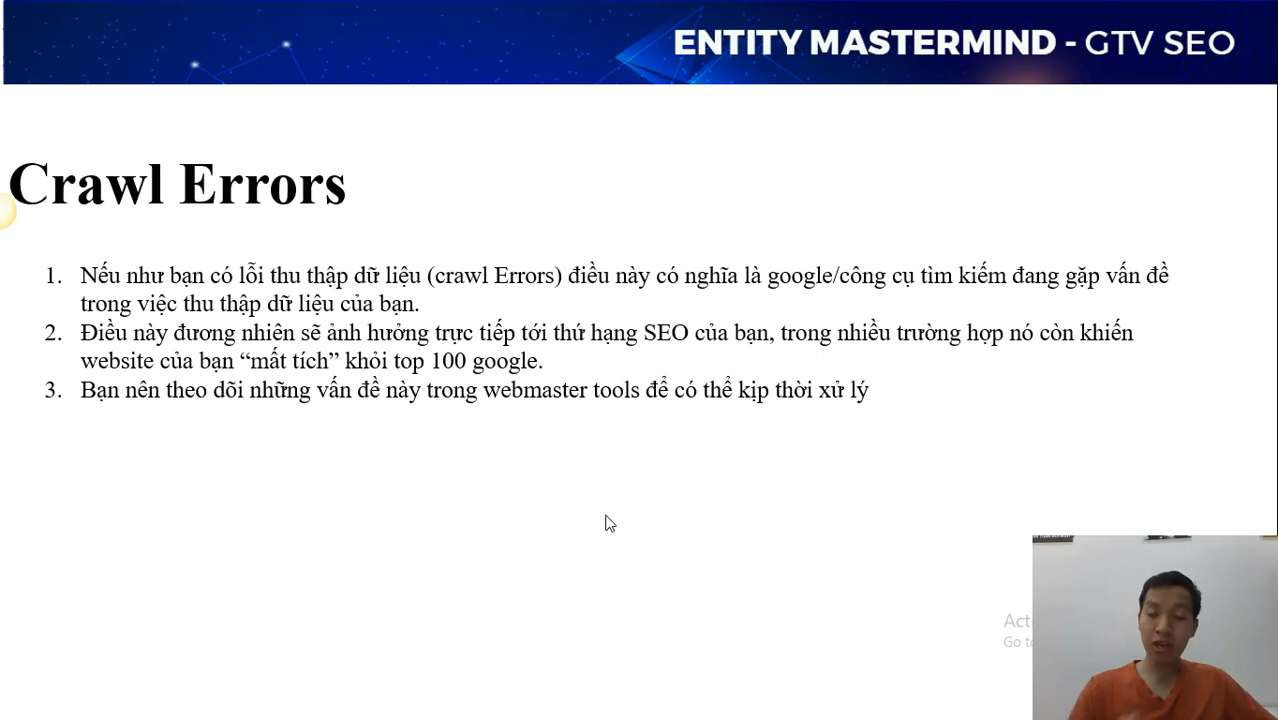 ENTITY MASTERMIND - GTV SEO
Crawl Errors
1. Nếu như bạn có lỗi thu thập dữ liệu (crawl Errors) điều này có nghĩa là google/công cụ tìm kiếm đang gặp vấn đề
trong việc thu thập dữ liệu của bạn.
2. Điều này đương nhiên sẽ ảnh hưởng trực tiếp tới thứ hạng SEO của bạn, trong nhiều trường hợp nó còn khiến
website của bạn “mất tích” khỏi top 100 google.
3. Bạn nên theo dõi những vấn đề này trong webmaster tools để có thể kịp thời xử lý
Act
Go to